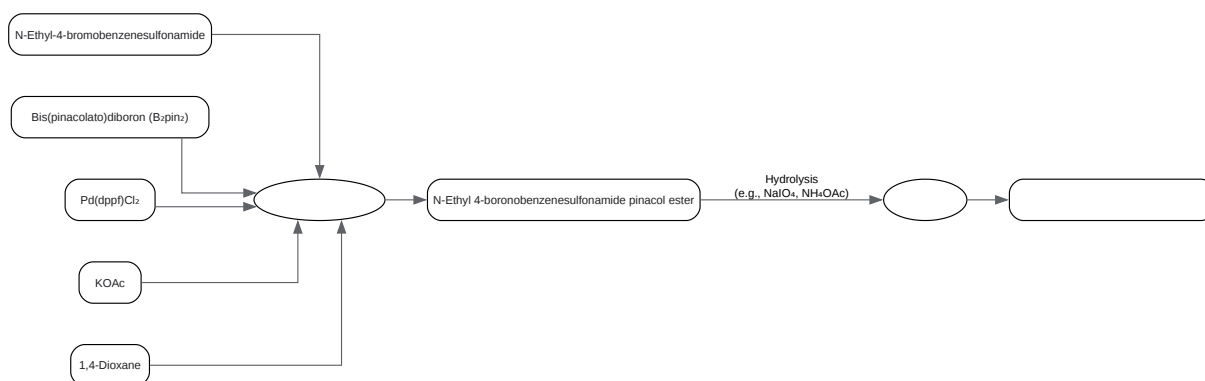 N-Ethyl-4-bromobenzenesulfonamide
Bis(pinacolato)diboron (B₂pin₂)
Pd(dppf)Cl₂
KOAc
1,4-Dioxane
N-Ethyl 4-boronobenzenesulfonamide pinacol ester
Hydrolysis
(e.g., NaIO₄, NH₄OAc)